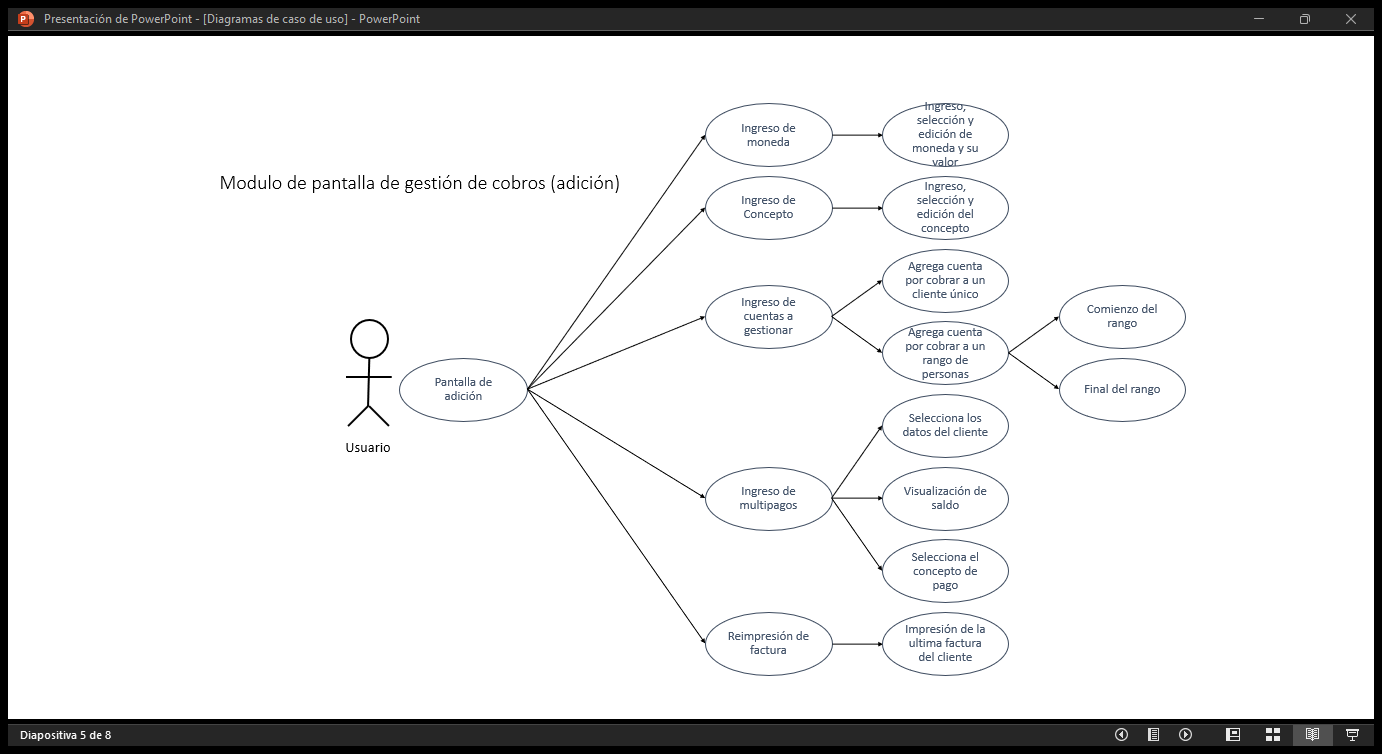 Presentación de PowerPoint - [Diagramas de caso de uso] - PowerPoint
Modulo de pantalla de gestión de cobros (adición)
Usuario
Pantalla de
adición
Ingreso de
moneda
Ingreso,
selección y
edición de
moneda y su
valor
Ingreso de
Concepto
Ingreso,
selección y
edición del
concepto
Ingreso de
cuentas a
gestionar
Agrega cuenta
por cobrar a un
cliente único
Agrega cuenta
por cobrar a un
rango de
personas
Comienzo del
rango
Final del rango
Ingreso de
multipagos
Selecciona los
datos del cliente
Visualización de
saldo
Selecciona el
concepto de
pago
Reimpresión de
factura
Impresión de la
ultima factura
del cliente
Diapositiva 5 de 8